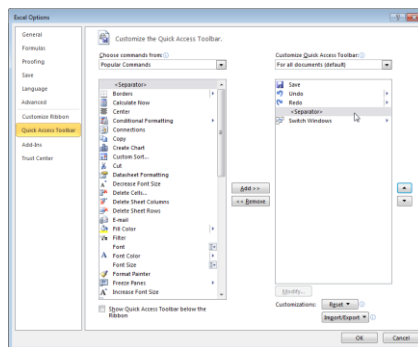 Excel Options
General
Formulas
Proofing
Save
Language
Advanced
Customize Ribbon
Quick Access Toolbar
Add-Ins
Trust Center
Customize the Quick Access Toolbar.
Choose commands from:
Popular Commands
<Separator>
Borders
Calculate Now
Center
Conditional Formatting
Connections
Copy
Create Chart
Custom Sort...
Cut
Datasheet Formatting
Decrease Font Size
Delete Cells...
Delete Sheet Columns
Delete Sheet Rows
E-mail
Fill Color
Filter
Font
Font Color
Font Size
Format Painter
Freeze Panes
Increase Font Size
Show Quick Access Toolbar below the
Ribbon
Add >>
<< Remove
Customize Quick Access Toolbar:
For all documents (default)
Save
Undo
Redo
<Separator>
Switch Windows
Modify...
Customizations:
Reset
Import/Export
OK
Cancel